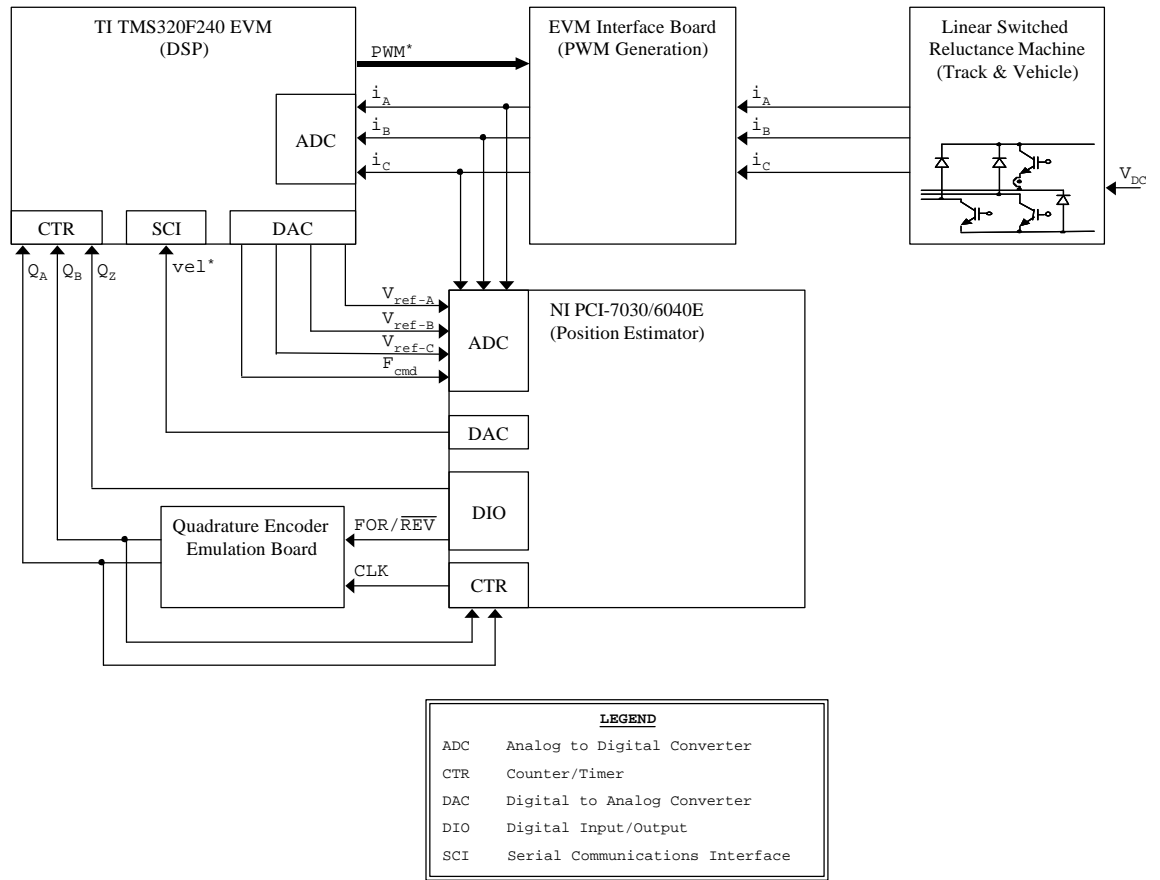 TI TMS320F240 EVM
(DSP)
PWM*
EVM Interface Board
(PWM Generation)
Linear Switched
Reluctance Machine
(Track & Vehicle)
i_A
i_B
i_C
ADC
i_A
i_B
i_C
V_DC
CTR
SCI
DAC
Q_A
Q_B
Q_Z
vel*
V_ref-A
V_ref-B
V_ref-C
F_cmd
ADC
NI PCI-7030/6040E
(Position Estimator)
DAC
DIO
Quadrature Encoder
Emulation Board
FOR/R̅E̅V̅
CLK
CTR
LEGEND
ADC Analog to Digital Converter
CTR Counter/Timer
DAC Digital to Analog Converter
DIO Digital Input/Output
SCI Serial Communications Interface